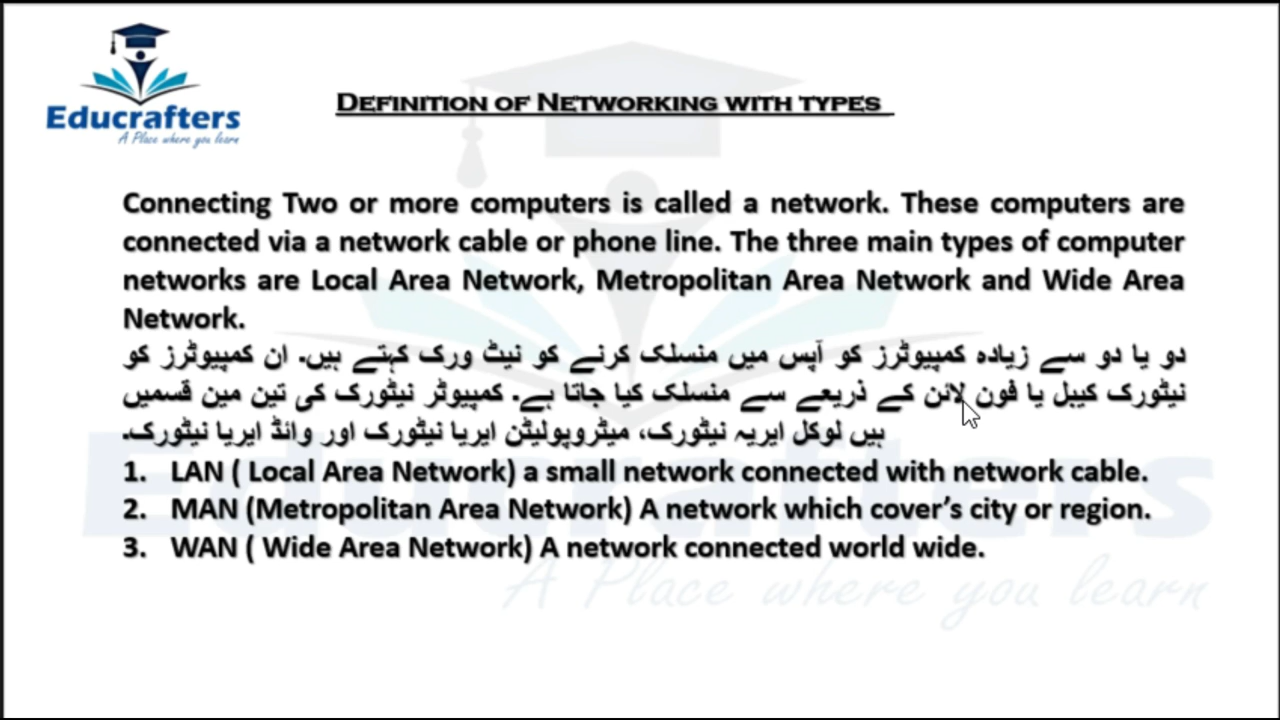 Educrafters
A Place where you learn
DEFINITION OF NETWORKING WITH TYPES
Connecting Two or more computers is called a network. These computers are
connected via a network cable or phone line. The three main types of computer
networks are Local Area Network, Metropolitan Area Network and Wide Area
Network.
دو یا دو سے زیادہ کمپیوٹرز کو آپس میں منسلک کرنے کو نیٹ ورک کہتے ہیں۔ ان کمپیوٹرز کو
نیٹورک کیبل یا فون لائن کے ذریعے سے منسلک کیا جاتا ہے۔ کمپیوٹر نیٹورک کی تین مین قسمیں
ہیں لوکل ایریہ نیٹورک، میٹروپولیٹن ایریا نیٹورک اور وائڈ ایریا نیٹورک۔
1. LAN ( Local Area Network) a small network connected with network cable.
2. MAN (Metropolitan Area Network) A network which cover’s city or region.
3. WAN ( Wide Area Network) A network connected world wide.
Educrafters
A Place where you learn